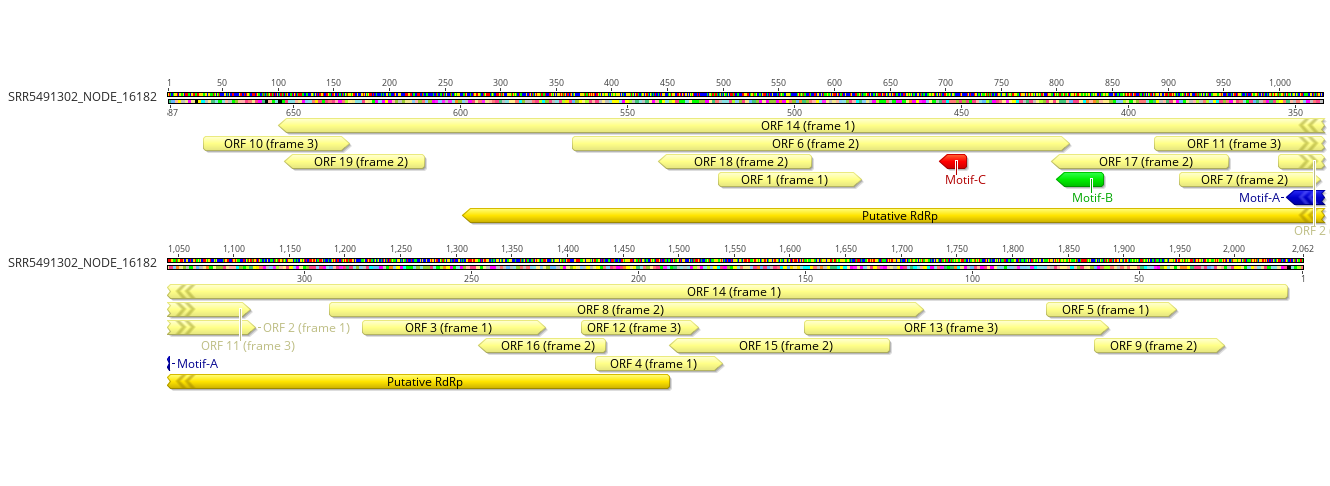 1 50 100 150 200 250 300 350 400 450 500 550 600 650 700 750 800 850 900 950 1,000
SRR5491302_NODE_16182
87 650 600 550 500 450 400 350
ORF 14 (frame 1)
ORF 10 (frame 3) ORF 6 (frame 2) ORF 11 (frame 3)
ORF 19 (frame 2) ORF 18 (frame 2) ORF 17 (frame 2)
Motif-C ORF 1 (frame 1) ORF 7 (frame 2)
Motif-B Motif-A
Putative RdRp
ORF 2
1,050 1,100 1,150 1,200 1,250 1,300 1,350 1,400 1,450 1,500 1,550 1,600 1,650 1,700 1,750 1,800 1,850 1,900 1,950 2,000 2,062
SRR5491302_NODE_16182
300 250 200 150 100 50 1
ORF 14 (frame 1)
ORF 8 (frame 2) ORF 5 (frame 1)
ORF 2 (frame 1) ORF 3 (frame 1) ORF 12 (frame 3) ORF 13 (frame 3)
ORF 11 (frame 3) ORF 16 (frame 2) ORF 15 (frame 2) ORF 9 (frame 2)
Motif-A ORF 4 (frame 1)
Putative RdRp